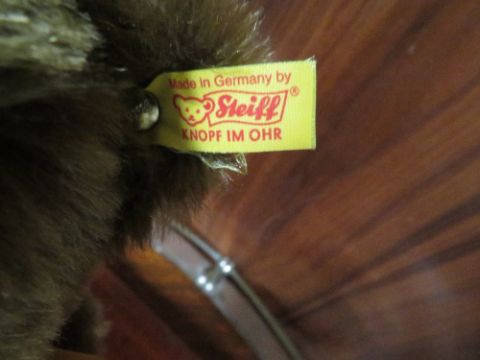 Made in Germany by
Steiff®
KNOPF IM OHR